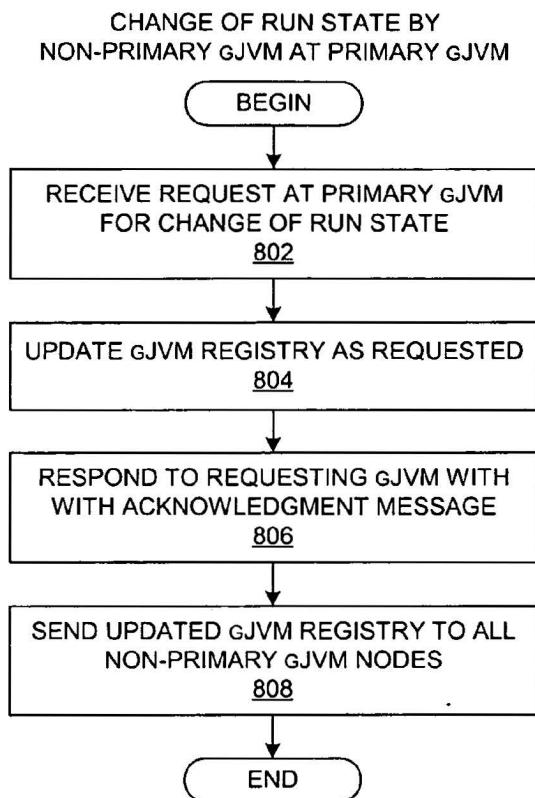 CHANGE OF RUN STATE BY
NON-PRIMARY GJVM AT PRIMARY GJVM
BEGIN
RECEIVE REQUEST AT PRIMARY GJVM
FOR CHANGE OF RUN STATE
802
UPDATE GJVM REGISTRY AS REQUESTED
804
RESPOND TO REQUESTING GJVM WITH
WITH ACKNOWLEDGMENT MESSAGE
806
SEND UPDATED GJVM REGISTRY TO ALL
NON-PRIMARY GJVM NODES
808
END